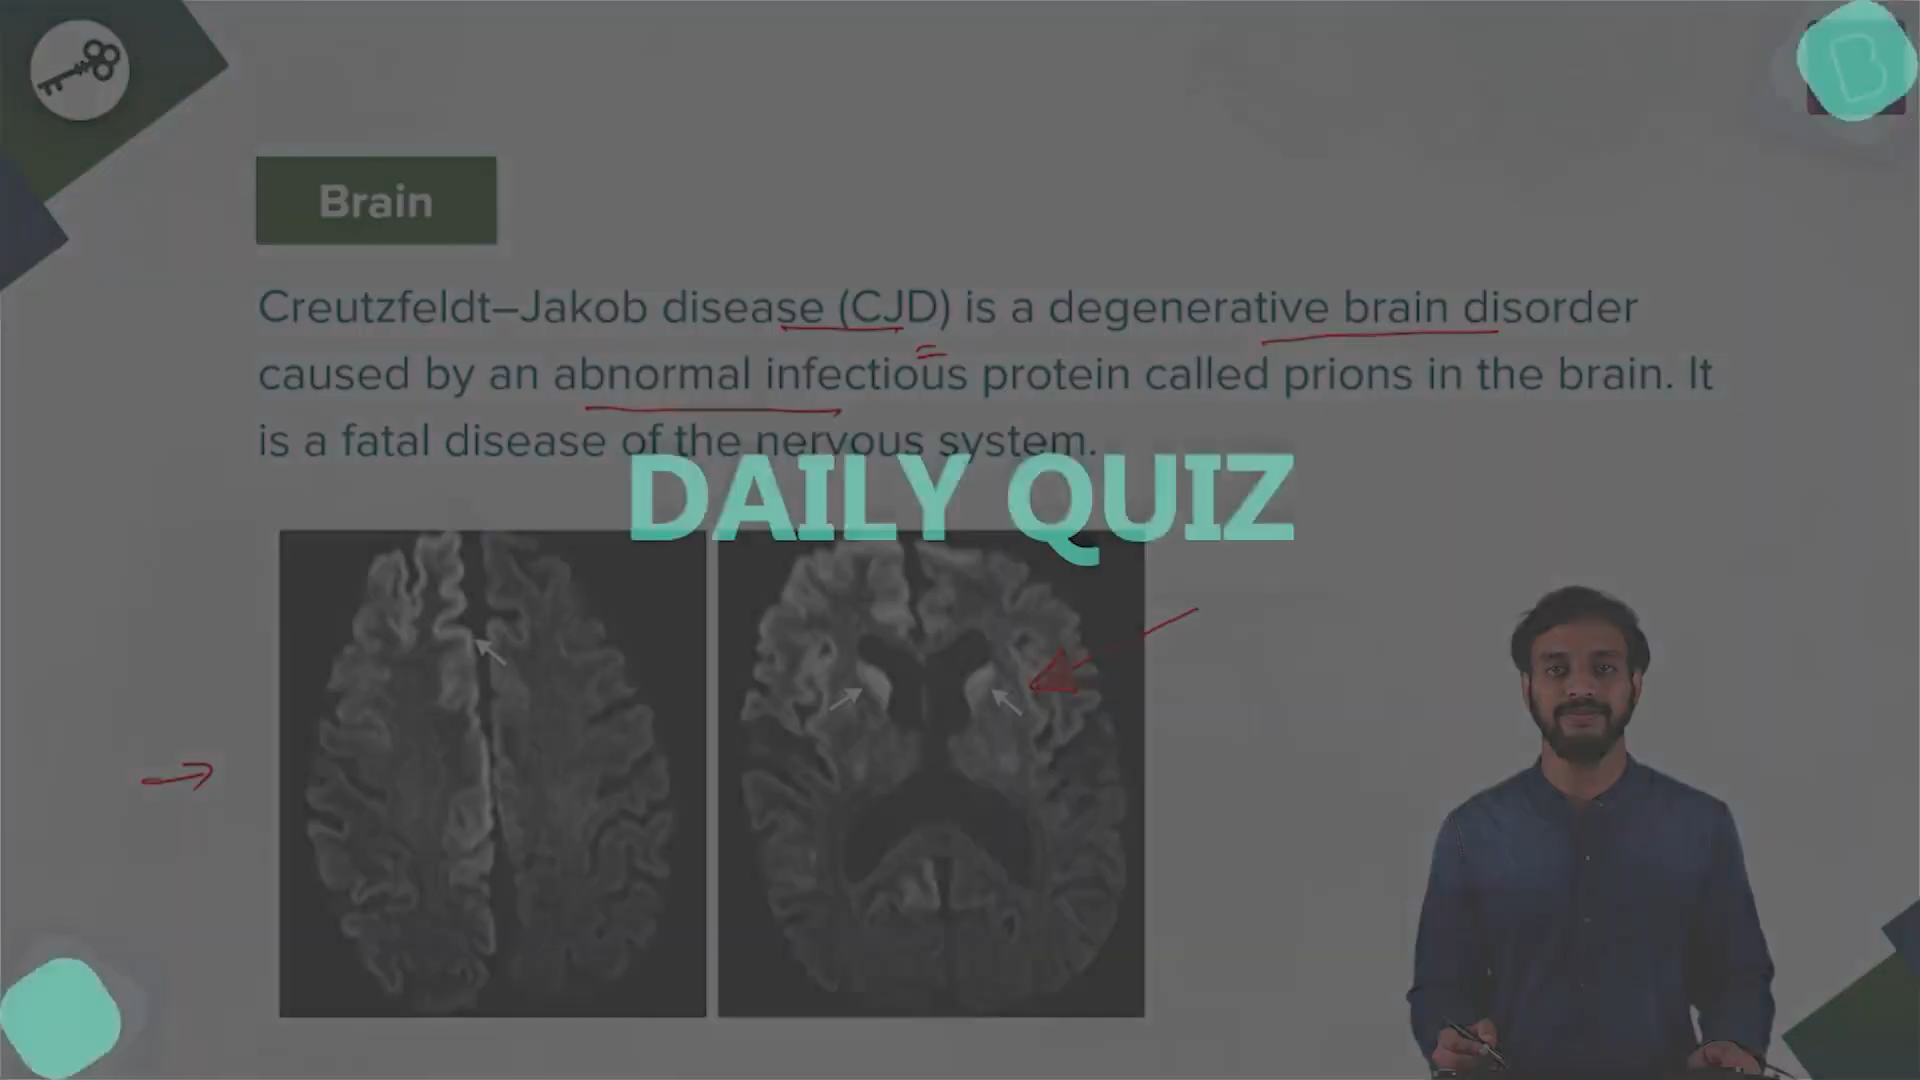 Brain
Creutzfeldt–Jakob disease (CJD) is a degenerative brain disorder
caused by an abnormal infectious protein called prions in the brain. It
is a fatal disease of the nervous system.
DAILY QUIZ
B